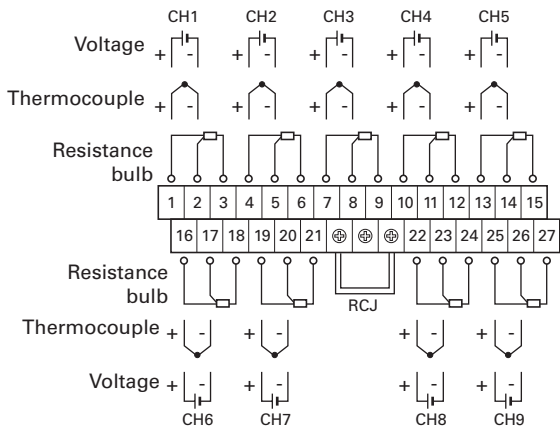 CH1 CH2 CH3 CH4 CH5
Voltage + - + - + - + - + -
Thermocouple + - + - + - + - + -
Resistance
bulb
1 2 3 4 5 6 7 8 9 10 11 12 13 14 15
16 17 18 19 20 21 22 23 24 25 26 27
Resistance
bulb
RCJ
Thermocouple + - + - + - + -
Voltage + - + - + - + -
CH6 CH7 CH8 CH9